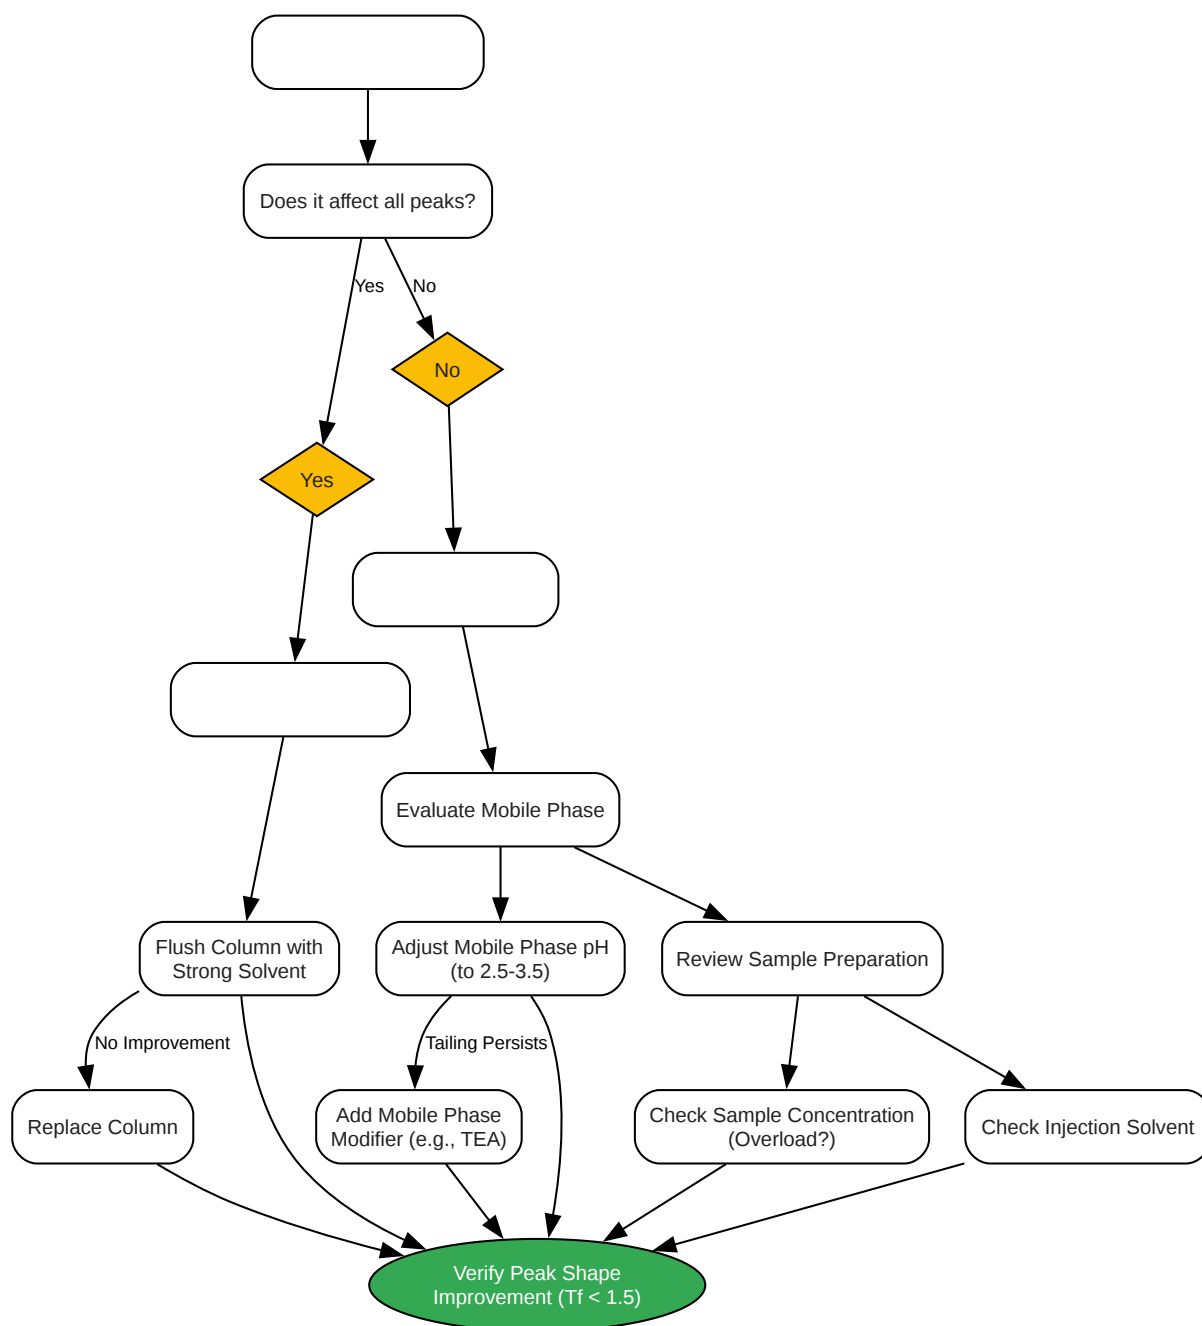 Does it affect all peaks?
Yes
No
No
Yes
Evaluate Mobile Phase
Flush Column with
Strong Solvent
Adjust Mobile Phase pH
(to 2.5-3.5)
Review Sample Preparation
No Improvement
Tailing Persists
Replace Column
Add Mobile Phase
Modifier (e.g., TEA)
Check Sample Concentration
(Overload?)
Check Injection Solvent
Verify Peak Shape
Improvement (Tf < 1.5)